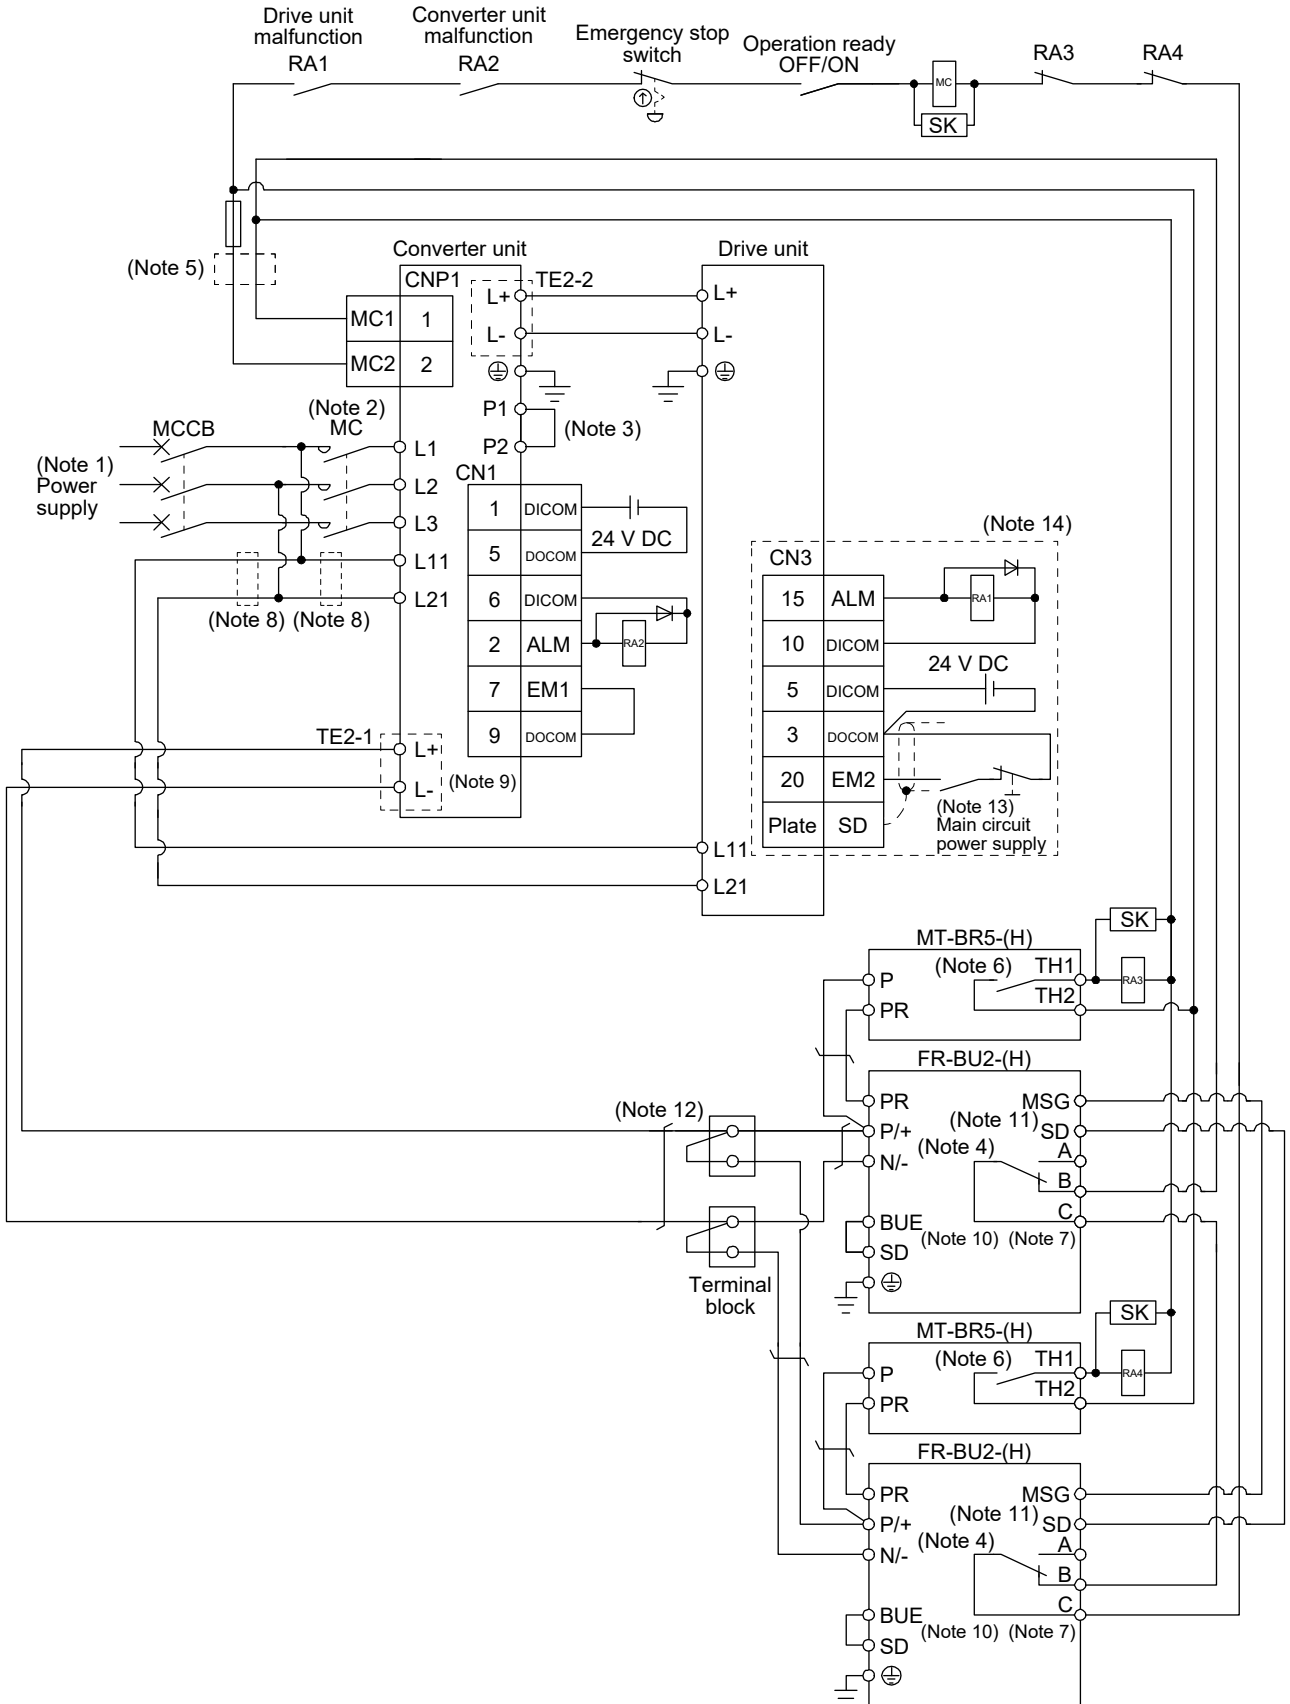 Drive unit
malfunction
RA1
Converter unit
malfunction
RA2
Emergency stop
switch
Operation ready
OFF/ON
MC
SK
RA3
RA4
(Note 5)
Converter unit
Drive unit
CNP1
MC1 1
MC2 2
L+
L-
TE2-2
L+
L-
P1
P2
(Note 3)
(Note 2)
MC
MCCB
(Note 1)
Power
supply
L1
L2
L3
L11
L21
(Note 8) (Note 8)
CN1
1 DICOM
5 DOCOM
6 DICOM
2 ALM
7 EM1
9 DOCOM
24 V DC
RA2
TE2-1
L+
L-
(Note 9)
(Note 14)
CN3
15 ALM
10 DICOM
5 DICOM
3 DOCOM
20 EM2
Plate SD
RA1
24 V DC
(Note 13)
Main circuit
power supply
L11
L21
MT-BR5-(H)
P
PR
(Note 6)
TH1
TH2
SK
RA3
FR-BU2-(H)
PR
P/+
N/-
MSG
(Note 11)
SD
(Note 4)
A
B
C
BUE
SD
(Note 10) (Note 7)
(Note 12)
Terminal
block
MT-BR5-(H)
P
PR
(Note 6)
TH1
TH2
SK
RA4
FR-BU2-(H)
PR
P/+
N/-
MSG
(Note 11)
SD
(Note 4)
A
B
C
BUE
SD
(Note 10) (Note 7)